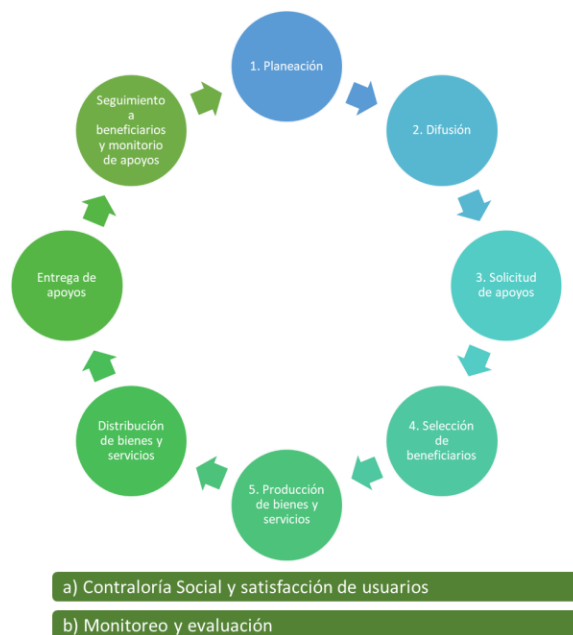 1. Planeación
2. Difusión
3. Solicitud
de apoyos
4. Selección
de
beneficiarios
5. Producción
de bienes y
servicios
Distribución
de bienes y
servicios
Entrega de
apoyos
Seguimiento
a
beneficiarios
y monitorio
de apoyos
a) Contraloría Social y satisfacción de usuarios
b) Monitoreo y evaluación